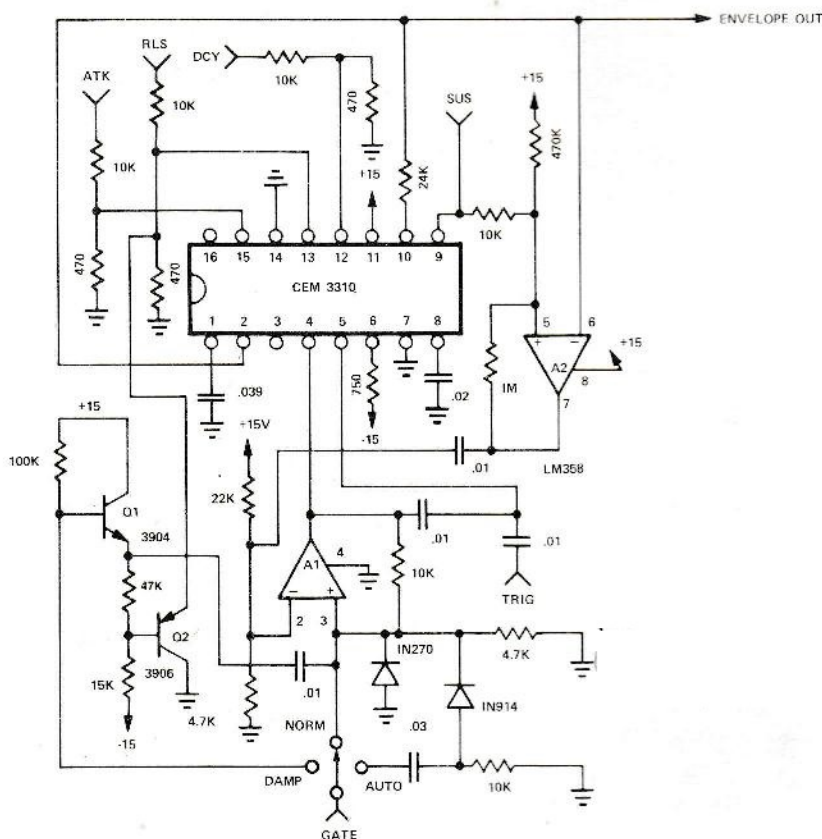 ENVELOPE OUT
RLS
DCY
10K
ATK
10K
470
SUS
+15
10K
+15
24K
470K
10K
16 15 14 13 12 11 10 9
470
470
CEM 3310
1 2 3 4 5 6 7 8
5 6
+ −
A2
+15
8
7
.039
750
.02
1M
-15
+15
+15V
100K
.01
LM358
Q1
22K
3904
.01
.01
A1
4
10K
TRIG
47K
− +
2 3
Q2
IN270
4.7K
3906
15K
.01
IN914
4.7K
-15
NORM
.03
DAMP
AUTO
10K
GATE